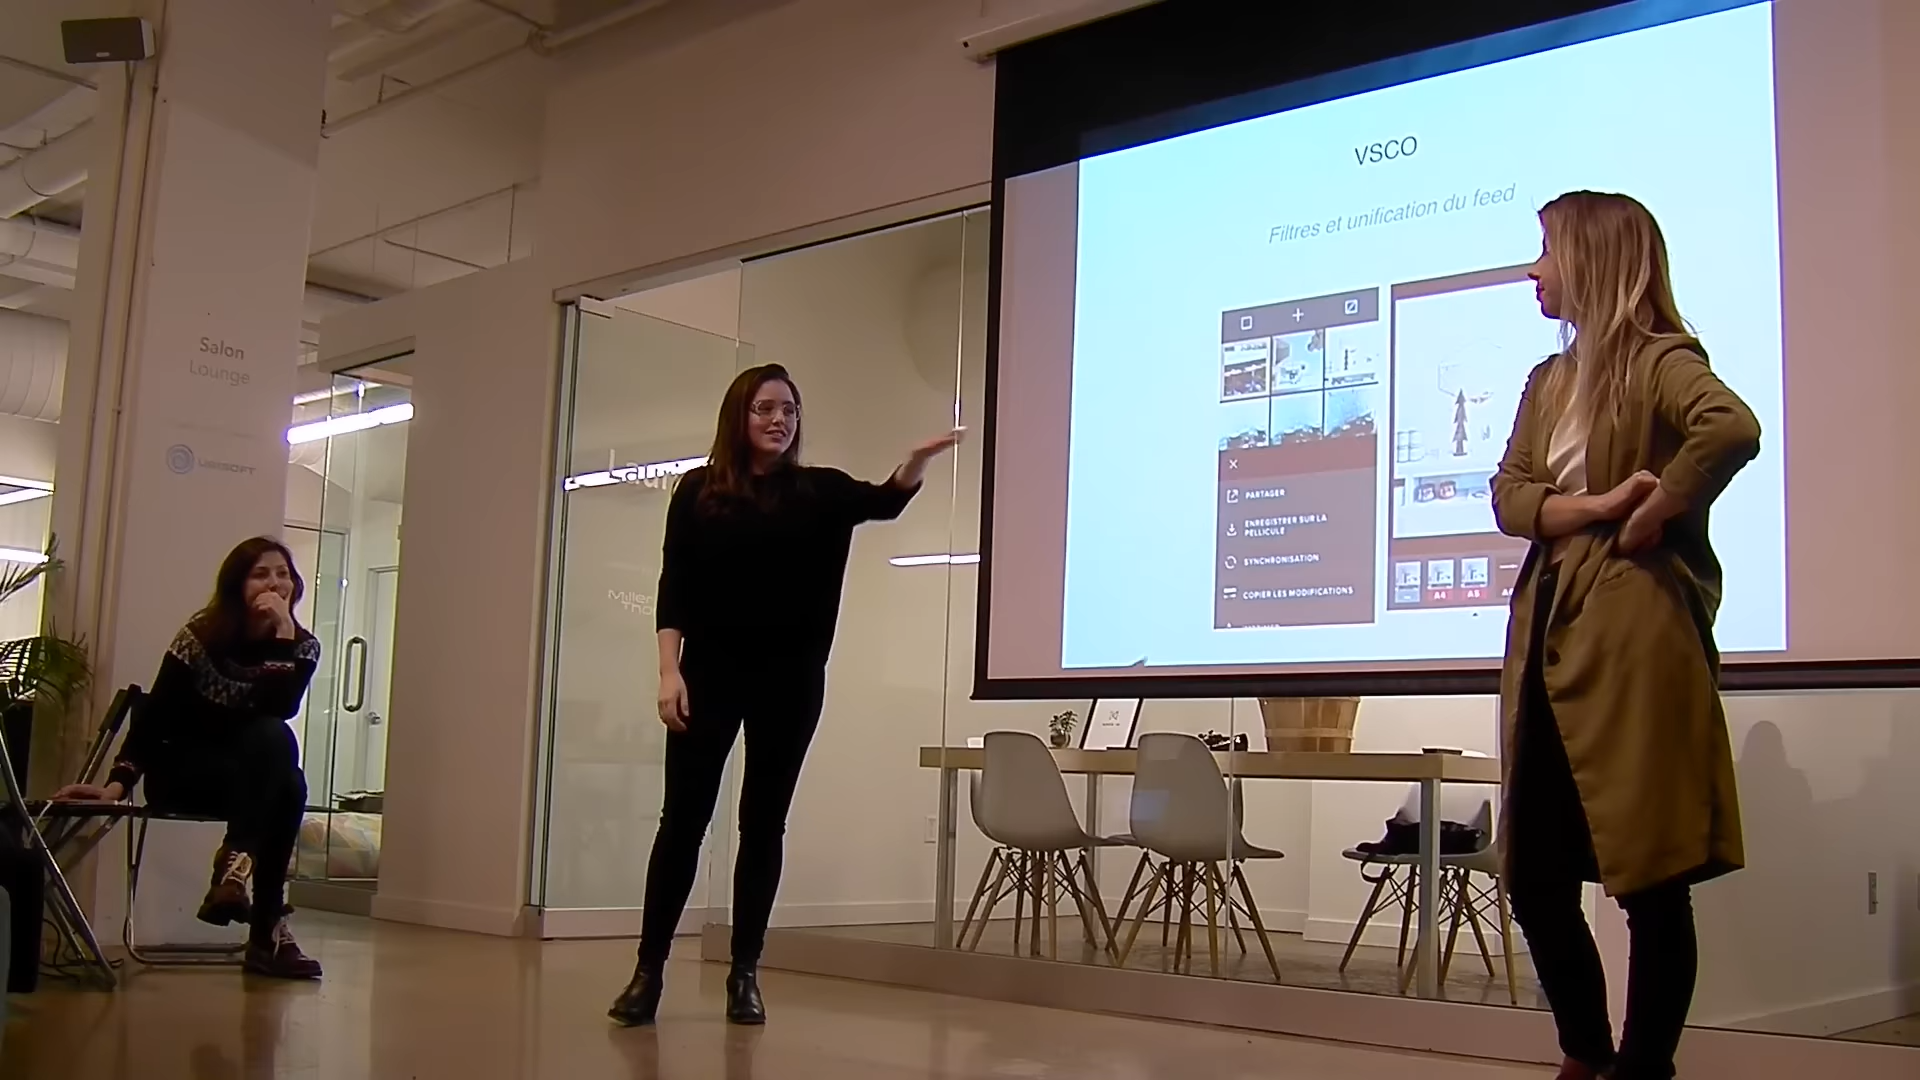 Salon
Lounge
UBISOFT
Miller
VSCO
Filtres et unification du feed
PARTAGER
ENREGISTRER SUR LA
PELLICULE
SYNCHRONISATION
COPIER LES MODIFICATIONS
A4 A5